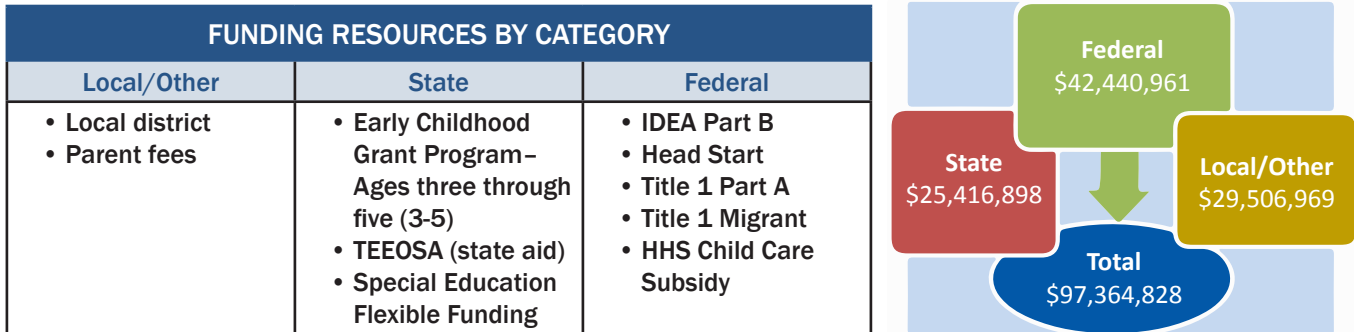 FUNDING RESOURCES BY CATEGORY
Local/Other
State
Federal
• Local district
• Parent fees
• Early Childhood
Grant Program–
Ages three through
five (3-5)
• TEEOSA (state aid)
• Special Education
Flexible Funding
• IDEA Part B
• Head Start
• Title 1 Part A
• Title 1 Migrant
• HHS Child Care
Subsidy
Federal
$42,440,961
State
$25,416,898
Local/Other
$29,506,969
Total
$97,364,828